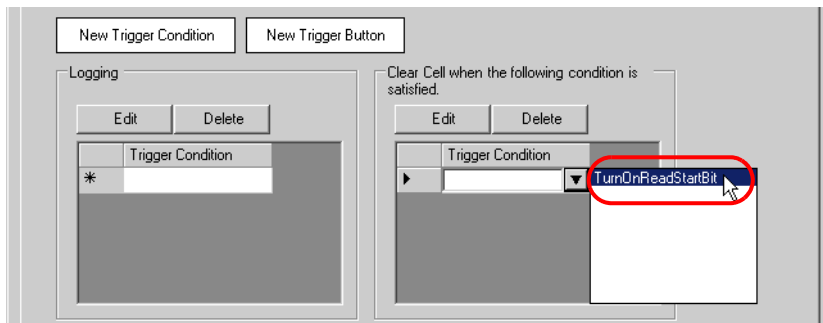 New Trigger Condition
New Trigger Button
Logging
Edit
Delete
Trigger Condition
*
Clear Cell when the following condition is
satisfied.
Edit
Delete
Trigger Condition
TurnOnReadStartBit